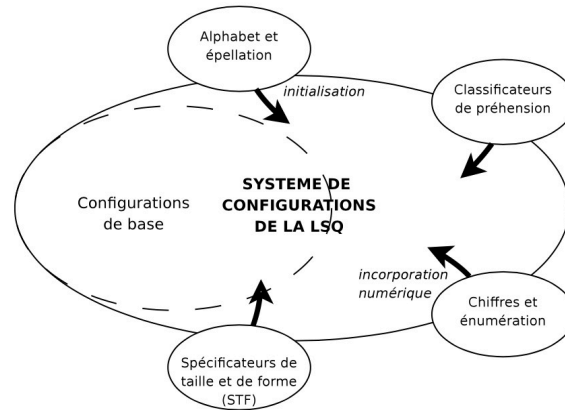 Alphabet et
épellation
initialisation
Classificateurs
de préhension
Configurations
de base
SYSTEME DE
CONFIGURATIONS
DE LA LSQ
incorporation
numérique
Chiffres et
énumération
Spécificateurs de
taille et de forme
(STF)